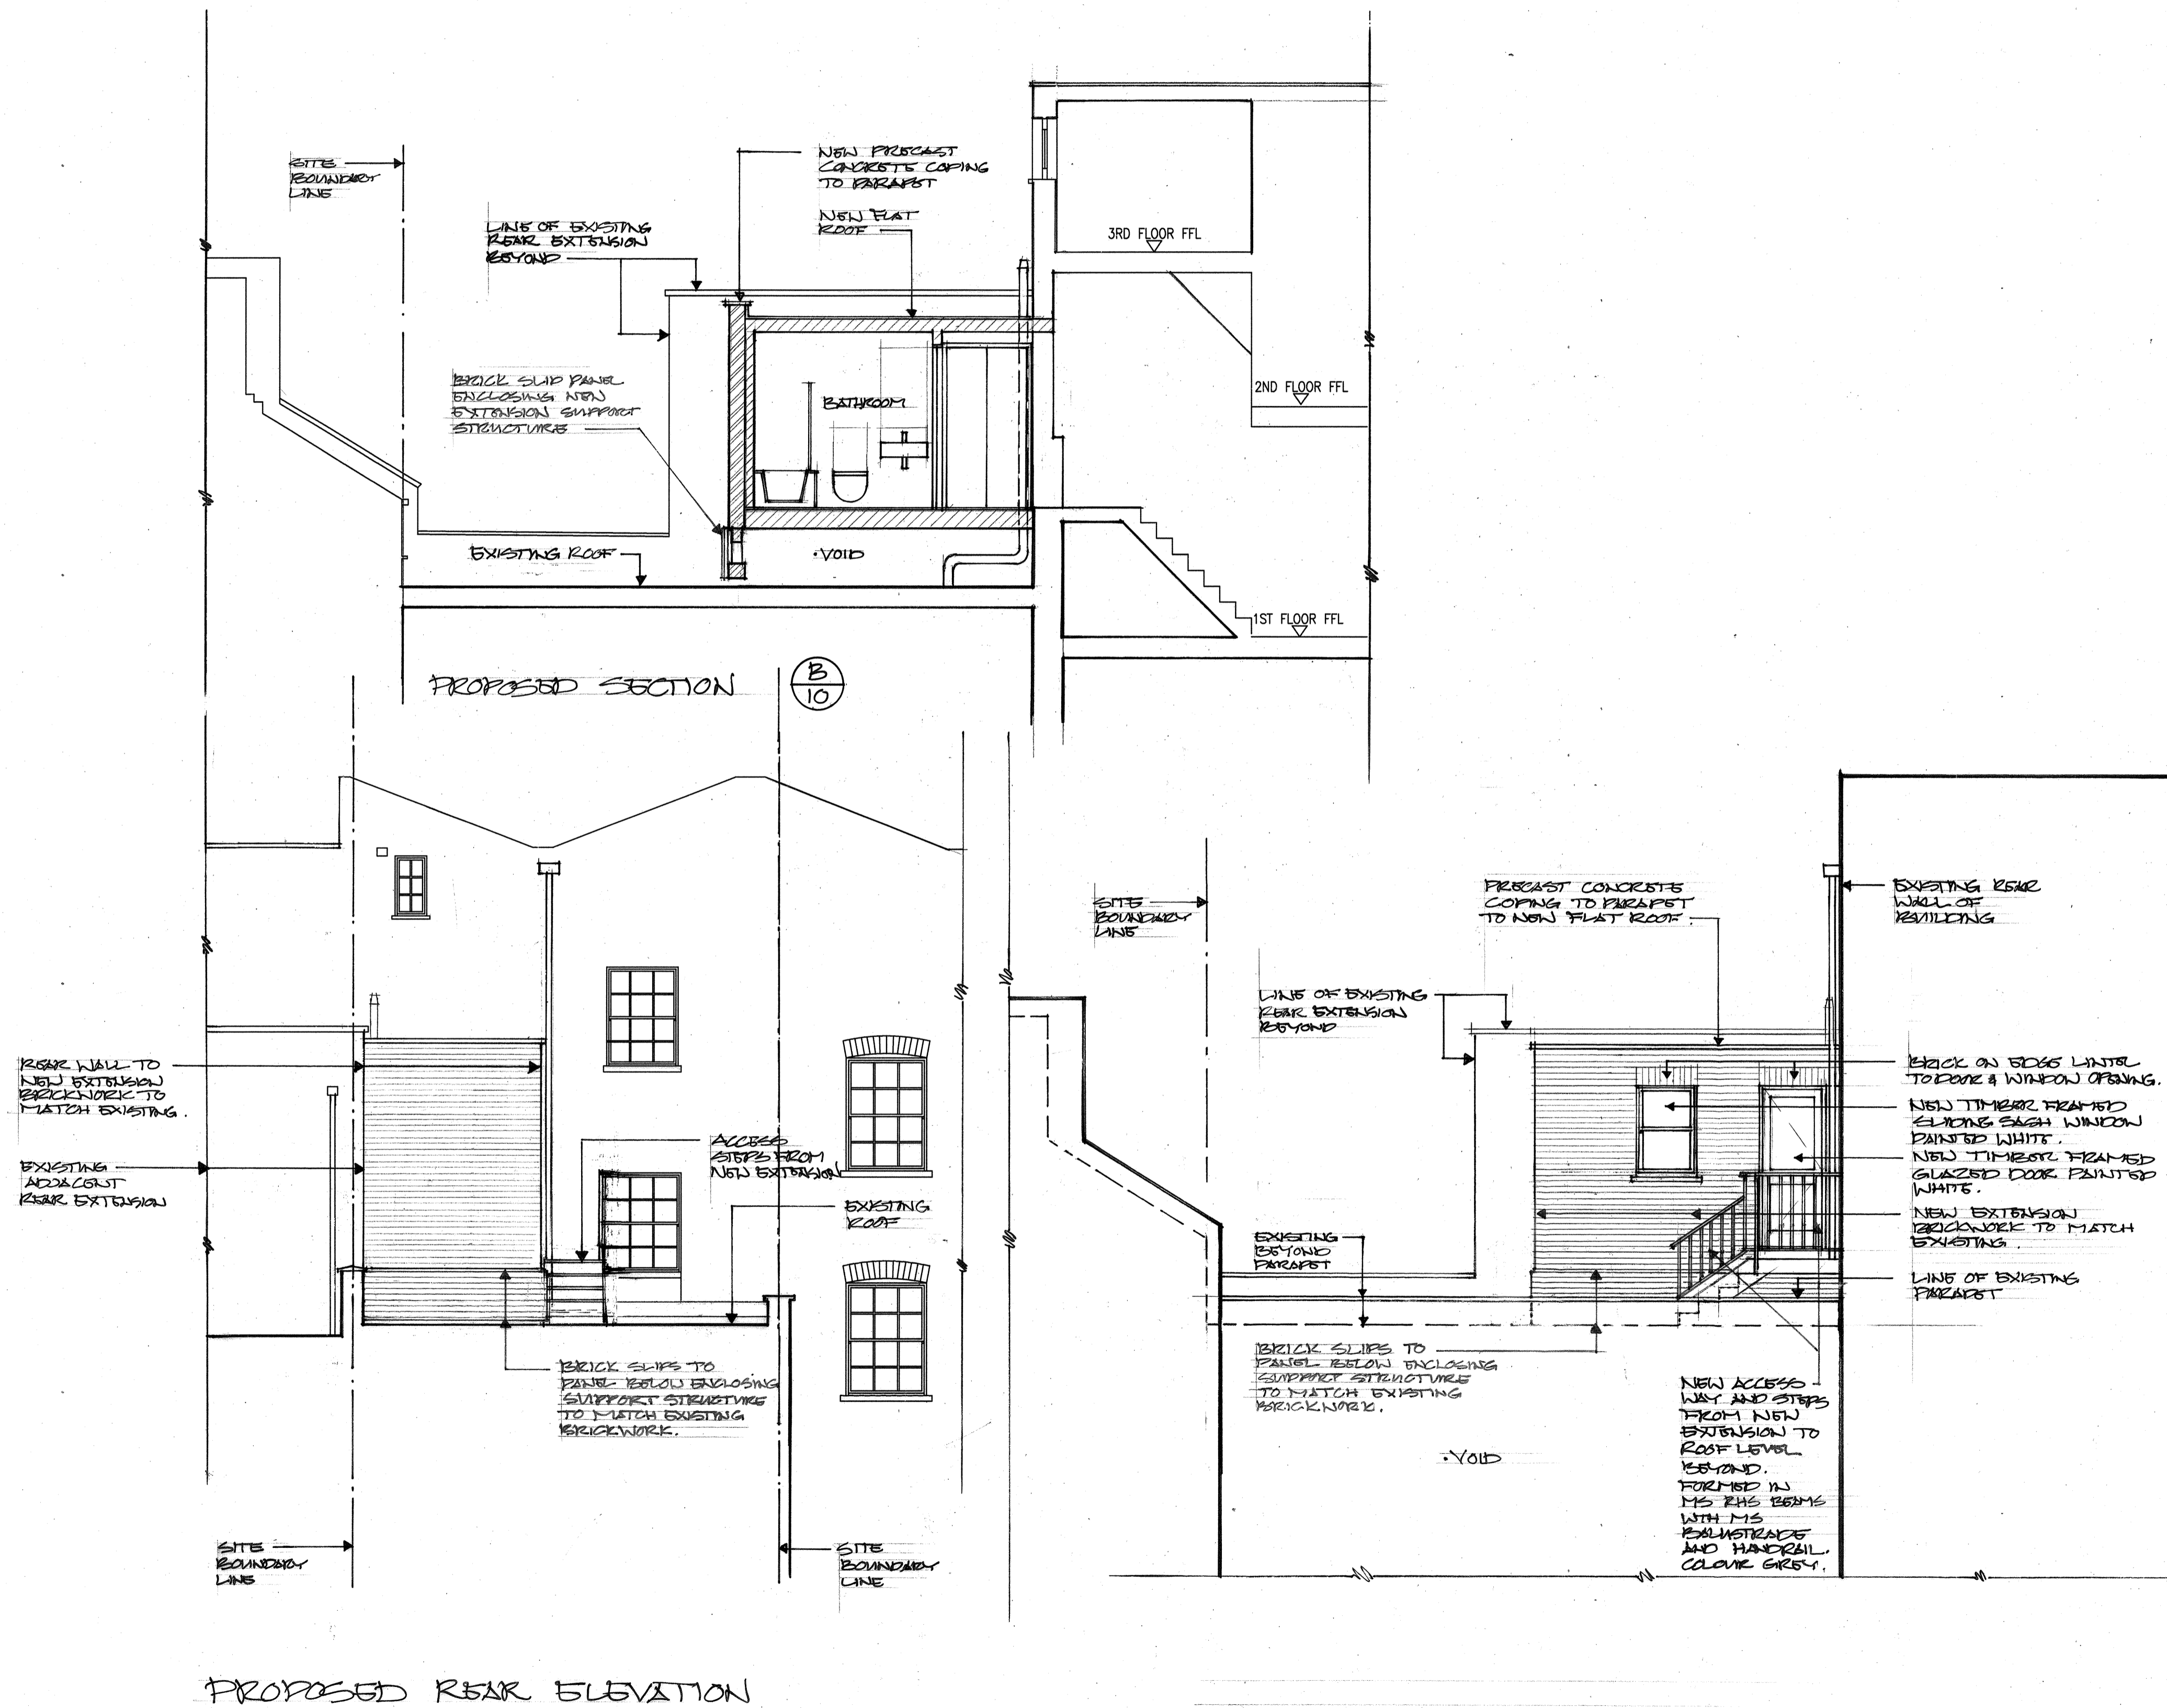 SITE
BOUNDARY
LINE
LINE OF EXISTING
REAR EXTENSION
BEYOND
NEW PRECAST
CONCRETE COPING
TO PARAPET
NEW FLAT
ROOF
BRICK SLIP PANEL
ENCLOSING NEW
EXTENSION SUPPORT
STRUCTURE
BATHROOM
3RD FLOOR FFL
2ND FLOOR FFL
1ST FLOOR FFL
EXISTING ROOF
VOID
PROPOSED SECTION
B
10
REAR WALL TO
NEW EXTENSION
BRICKWORK TO
MATCH EXISTING.
EXISTING
ADJACENT
REAR EXTENSION
ACCESS
STEPS FROM
NEW EXTENSION
EXISTING
ROOF
BRICK SLIPS TO
PANEL BELOW ENCLOSING
SUPPORT STRUCTURE
TO MATCH EXISTING
BRICKWORK.
SITE
BOUNDARY
LINE
SITE
BOUNDARY
LINE
PROPOSED REAR ELEVATION
SITE
BOUNDARY
LINE
PRECAST CONCRETE
COPING TO PARAPET
TO NEW FLAT ROOF.
EXISTING REAR
WALL OF
BUILDING
LINE OF EXISTING
REAR EXTENSION
BEYOND
BRICK ON EDGE LINTEL
TO DOOR & WINDOW OPENING.
NEW TIMBER FRAMED
SLIDING SASH WINDOW
PAINTED WHITE.
NEW TIMBER FRAMED
GLAZED DOOR PAINTED
WHITE.
NEW EXTENSION
BRICKWORK TO MATCH
EXISTING.
LINE OF EXISTING
PARAPET
EXISTING
BEYOND
PARAPET
BRICK SLIPS TO
PANEL BELOW ENCLOSING
SUPPORT STRUCTURE
TO MATCH EXISTING
BRICKWORK.
VOID
NEW ACCESS
WAY AND STEPS
FROM NEW
EXTENSION TO
ROOF LEVEL
BEYOND.
FORMED IN
MS RHS BEAMS
WTH MS
BALUSTRADE
AND HANDRAIL.
COLOUR GREY.